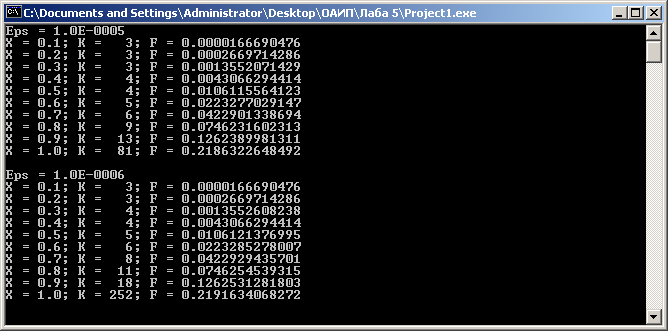 C:\Documents and Settings\Administrator\Desktop\ОАИП\Лаба 5\Project1.exe
Eps = 1.0E-0005
X = 0.1; K =   3; F = 0.0000166690476
X = 0.2; K =   3; F = 0.0002669714286
X = 0.3; K =   3; F = 0.0013552071429
X = 0.4; K =   4; F = 0.0043066294414
X = 0.5; K =   4; F = 0.0106115564123
X = 0.6; K =   5; F = 0.0223277029147
X = 0.7; K =   6; F = 0.0422901338694
X = 0.8; K =   9; F = 0.0746231602313
X = 0.9; K =  13; F = 0.1262389981311
X = 1.0; K =  81; F = 0.2186322648492
Eps = 1.0E-0006
X = 0.1; K =   3; F = 0.0000166690476
X = 0.2; K =   3; F = 0.0002669714286
X = 0.3; K =   4; F = 0.0013552608238
X = 0.4; K =   4; F = 0.0043066294414
X = 0.5; K =   5; F = 0.0106121376995
X = 0.6; K =   6; F = 0.0223285278007
X = 0.7; K =   8; F = 0.0422929435701
X = 0.8; K =  11; F = 0.0746254539315
X = 0.9; K =  18; F = 0.1262531281803
X = 1.0; K = 252; F = 0.2191634068272